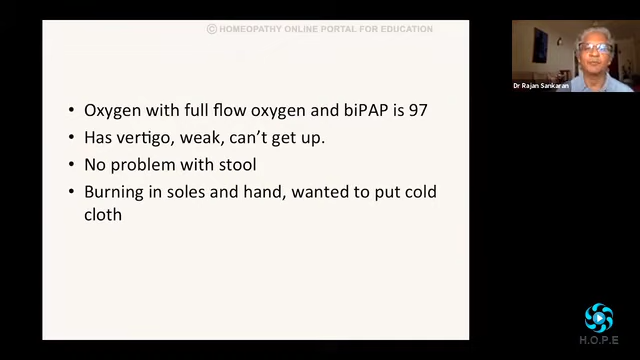 © HOMEOPATHY ONLINE PORTAL FOR EDUCATION
• Oxygen with full flow oxygen and biPAP is 97
• Has vertigo, weak, can't get up.
• No problem with stool
• Burning in soles and hand, wanted to put cold
cloth
Dr Rajan Sankaran
H.O.P.E